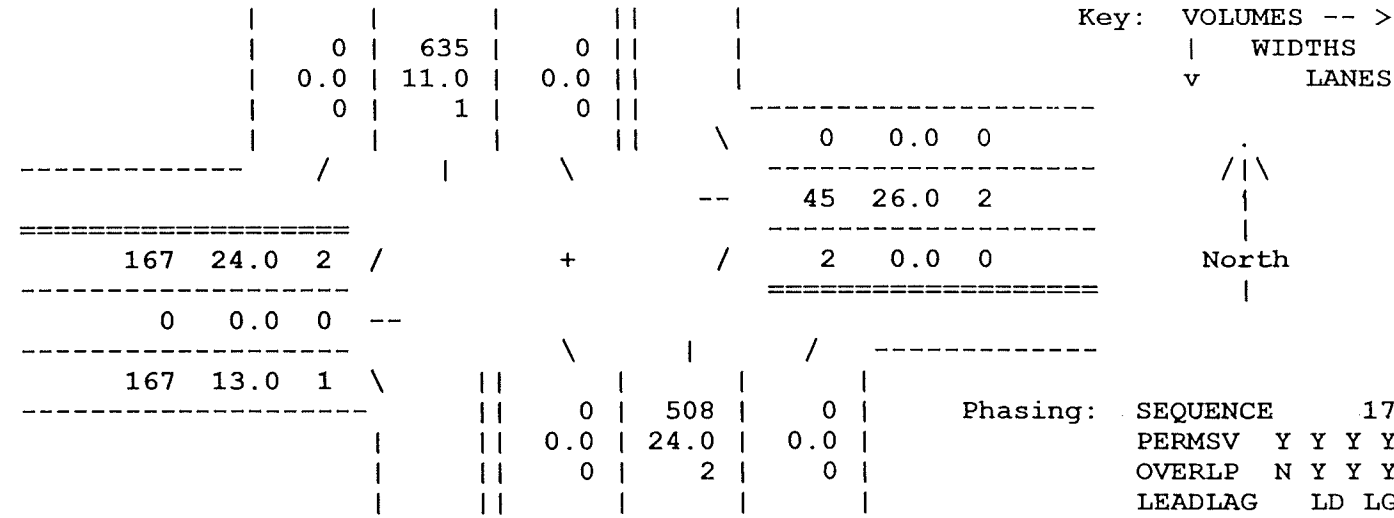 Key: VOLUMES -- >
0 | 635 | 0 | WIDTHS
0.0 | 11.0 | 0.0 v LANES
0 | 1 | 0
\ 0 0.0 0
/ | \ /|\
-- 45 26.0 2
167 24.0 2 / + / 2 0.0 0 North
0 0.0 0 --
\ | /
167 13.0 1 \
0 | 508 | 0 Phasing: SEQUENCE 17
0.0 | 24.0 | 0.0 PERMSV Y Y Y Y
0 | 2 | 0 OVERLP N Y Y Y
LEADLAG LD LG